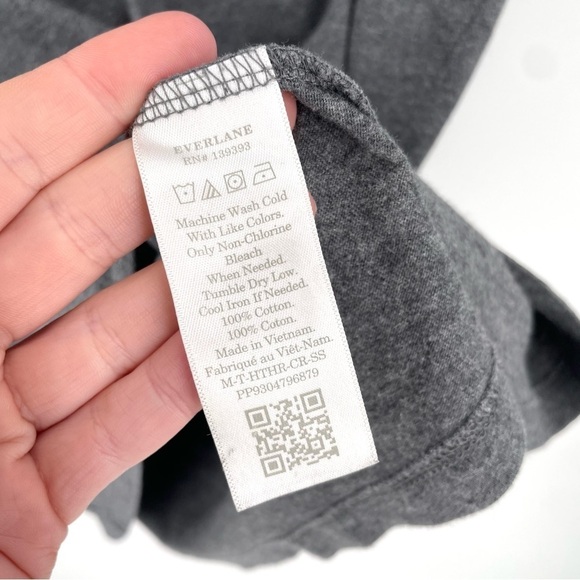 EVERLANE
RN# 139393
Machine Wash Cold
With Like Colors.
Only Non-Chlorine
Bleach
When Needed.
Tumble Dry Low.
Cool Iron If Needed.
100% Cotton.
100% Coton.
Made in Vietnam.
Fabriqué au Viêt-Nam.
M-T-HTHR-CR-SS
PP9304796879